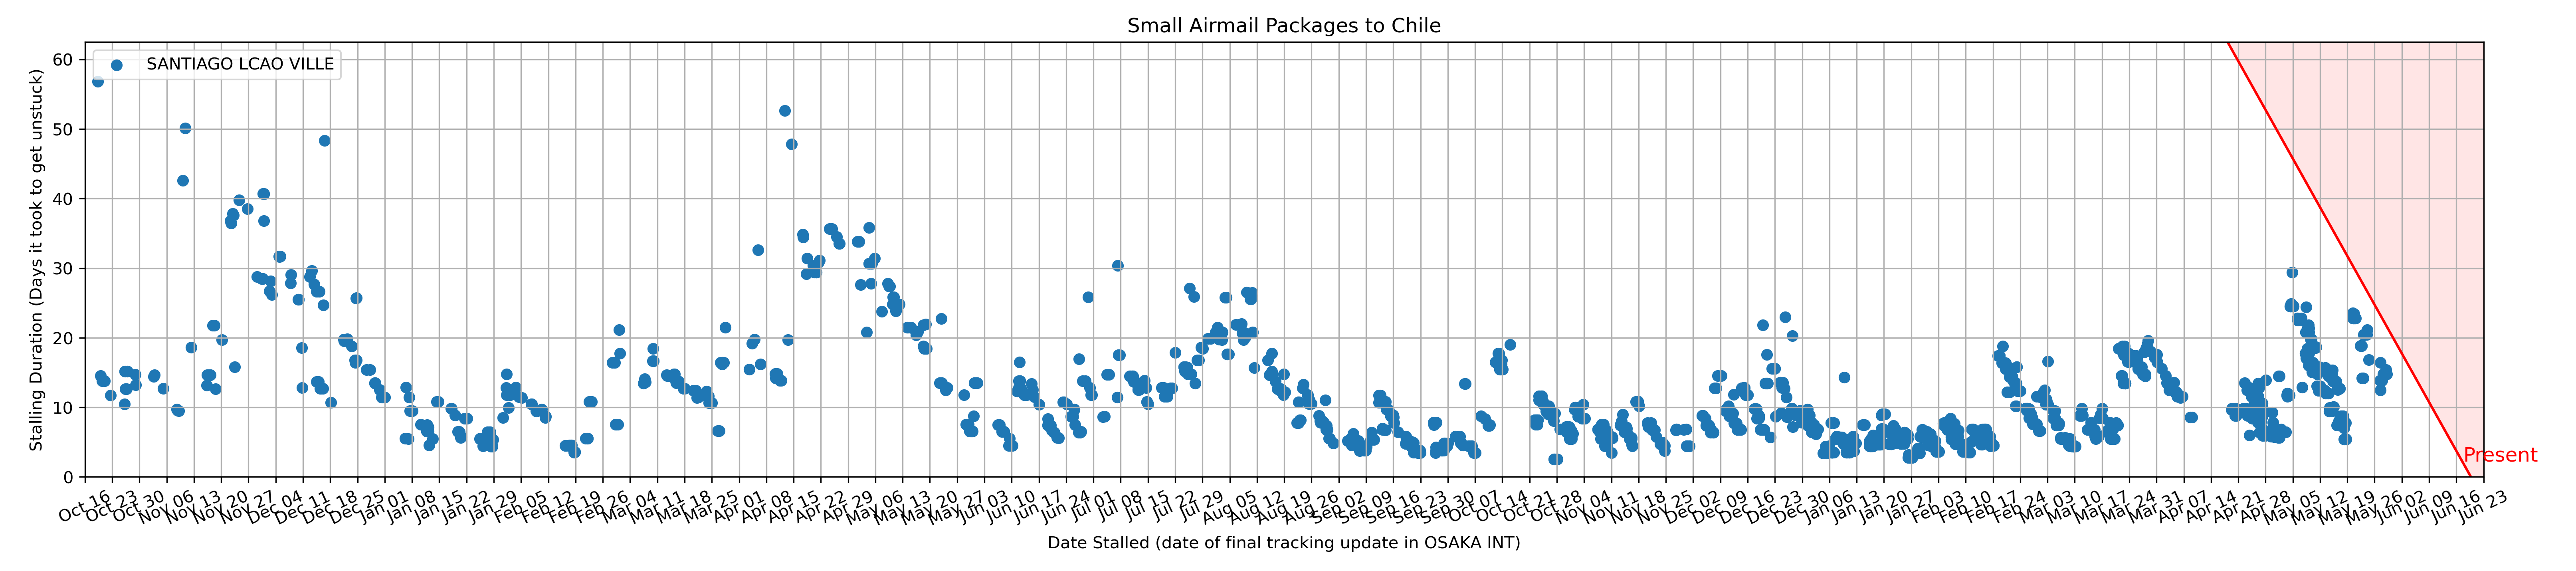 Small Airmail Packages to Chile
SANTIAGO LCAO VILLE
Stalling Duration (Days it took to get unstuck)
60
50
40
30
20
10
0
Present
Oct 16
Oct 23
Oct 30
Nov 06
Nov 13
Nov 20
Nov 27
Dec 04
Dec 11
Dec 18
Dec 25
Jan 01
Jan 08
Jan 15
Jan 22
Jan 29
Feb 05
Feb 12
Feb 19
Feb 26
Mar 04
Mar 11
Mar 18
Mar 25
Apr 01
Apr 08
Apr 15
Apr 22
Apr 29
May 06
May 13
May 20
May 27
Jun 03
Jun 10
Jun 17
Jun 24
Jul 01
Jul 08
Jul 15
Jul 22
Jul 29
Aug 05
Aug 12
Aug 19
Aug 26
Sep 02
Sep 09
Sep 16
Sep 23
Sep 30
Oct 07
Oct 14
Oct 21
Oct 28
Nov 04
Nov 11
Nov 18
Nov 25
Dec 02
Dec 09
Dec 16
Dec 23
Dec 30
Jan 06
Jan 13
Jan 20
Jan 27
Feb 03
Feb 10
Feb 17
Feb 24
Mar 03
Mar 10
Mar 17
Mar 24
Mar 31
Apr 07
Apr 14
Apr 21
Apr 28
May 05
May 12
May 19
May 26
Jun 02
Jun 09
Jun 16
Jun 23
Date Stalled (date of final tracking update in OSAKA INT)